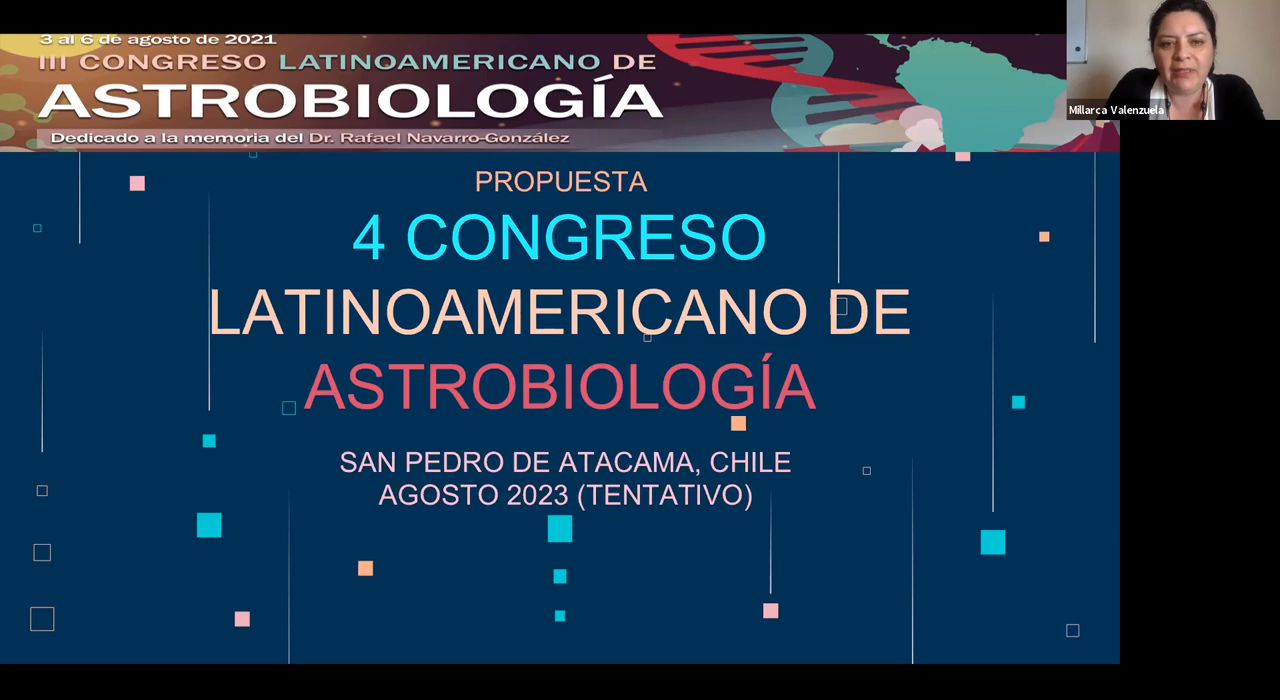 3 al 6 de agosto de 2021
III CONGRESO LATINOAMERICANO DE
ASTROBIOLOGÍA
Dedicado a la memoria del Dr. Rafael Navarro-González
Millarca Valenzuela
PROPUESTA
4 CONGRESO
LATINOAMERICANO DE
ASTROBIOLOGÍA
SAN PEDRO DE ATACAMA, CHILE
AGOSTO 2023 (TENTATIVO)